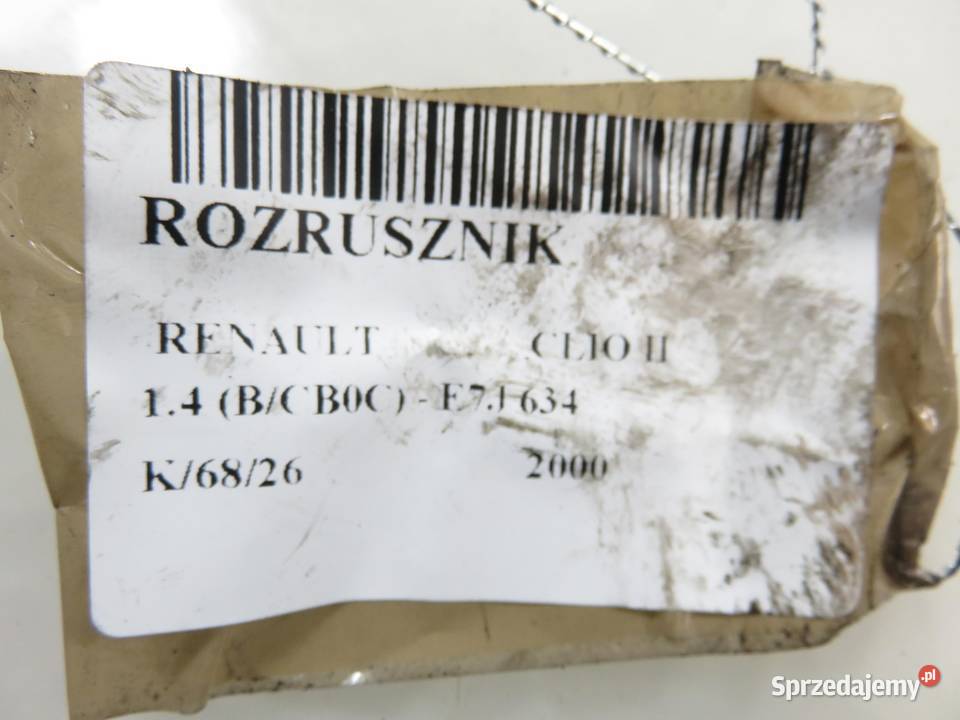 ROZRUSZNIK
RENAULT CLIO II
1.4 (B/CB0C) - E7J 634
K/68/26 2000
Sprzedajemy.pl